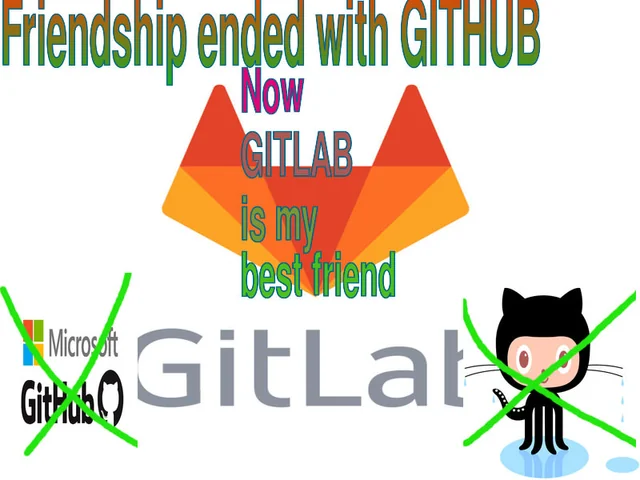 Friendship ended with GITHUB
Now
GITLAB
is my
best friend
Microsoft
GitHub
GitLab